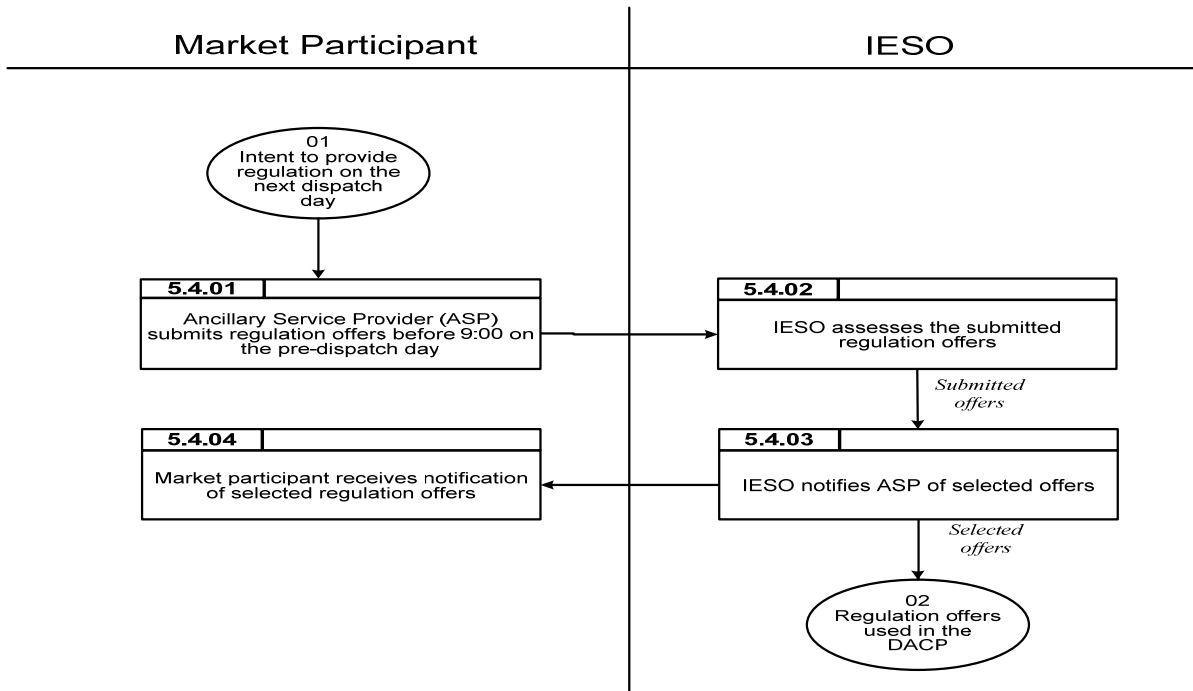 Market Participant
IESO
01
Intent to provide
regulation on the
next dispatch
day
5.4.01
Ancillary Service Provider (ASP)
submits regulation offers before 9:00 on
the pre-dispatch day
5.4.02
IESO assesses the submitted
regulation offers
Submitted
offers
5.4.04
Market participant receives notification
of selected regulation offers
5.4.03
IESO notifies ASP of selected offers
Selected
offers
02
Regulation offers
used in the
DACP